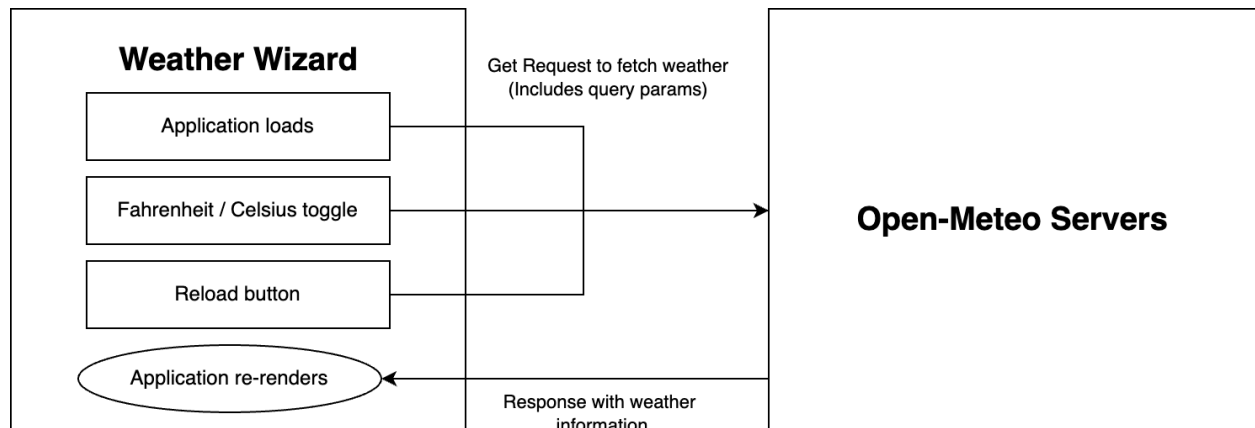 Weather Wizard
Get Request to fetch weather
(Includes query params)
Application loads
Fahrenheit / Celsius toggle
Open-Meteo Servers
Reload button
Application re-renders
Response with weather
information